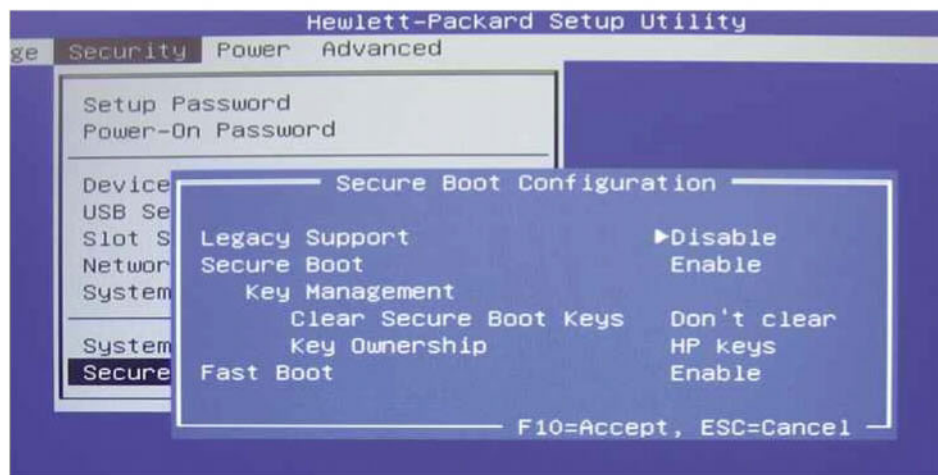 Hewlett-Packard Setup Utility
ge Security Power Advanced
Setup Password
Power-On Password
Device
USB Se
Slot S
Networ
System
System
Secure
Secure Boot Configuration
Legacy Support ▶Disable
Secure Boot Enable
Key Management
Clear Secure Boot Keys Don't clear
Key Ownership HP keys
Fast Boot Enable
F10=Accept, ESC=Cancel